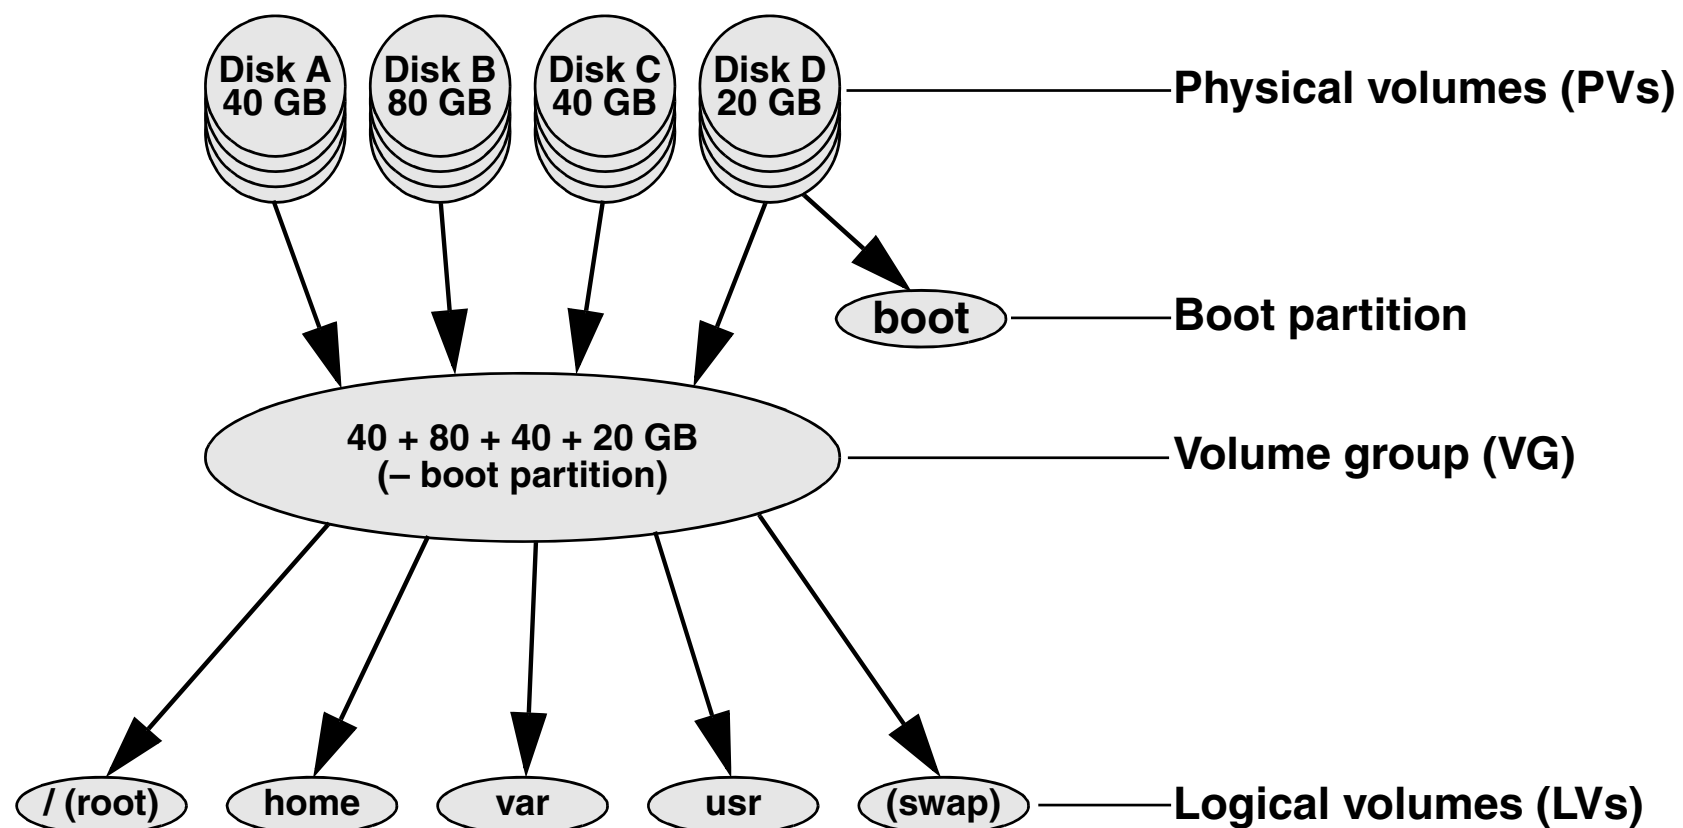 Disk A
40 GB
Disk B
80 GB
Disk C
40 GB
Disk D
20 GB
Physical volumes (PVs)
boot
Boot partition
40 + 80 + 40 + 20 GB
(– boot partition)
Volume group (VG)
/ (root)
home
var
usr
(swap)
Logical volumes (LVs)